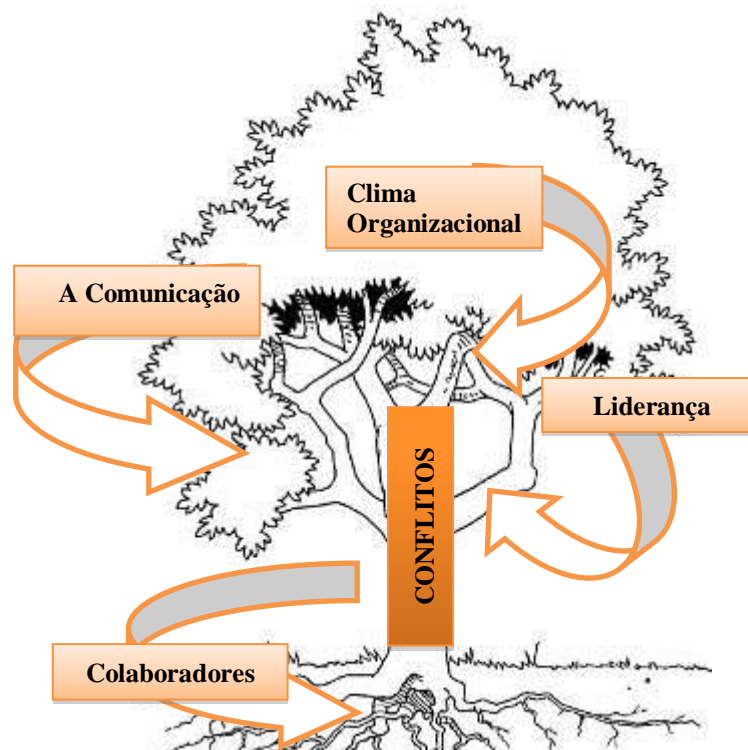 Clima
Organizacional
A Comunicação
Liderança
CONFLITOS
Colaboradores